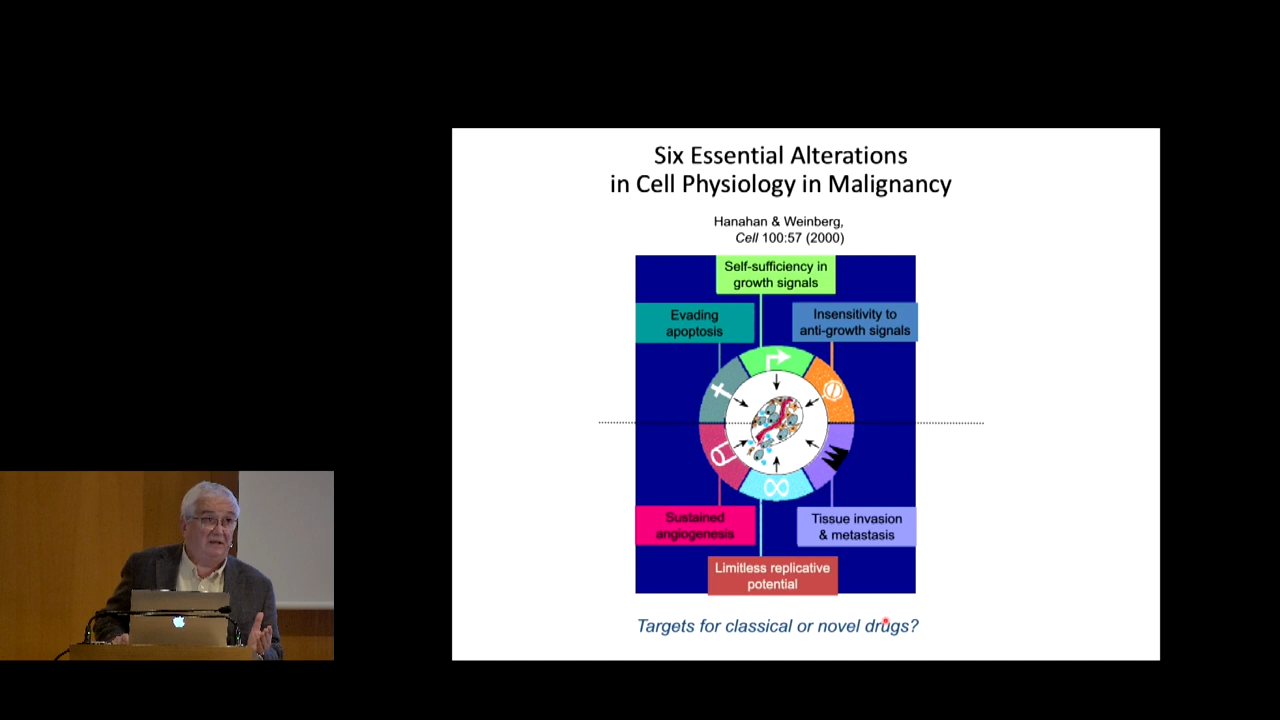 Six Essential Alterations
in Cell Physiology in Malignancy
Hanahan & Weinberg,
Cell 100:57 (2000)
Self-sufficiency in
growth signals
Evading
apoptosis
Insensitivity to
anti-growth signals
Sustained
angiogenesis
Tissue invasion
& metastasis
Limitless replicative
potential
Targets for classical or novel drugs?